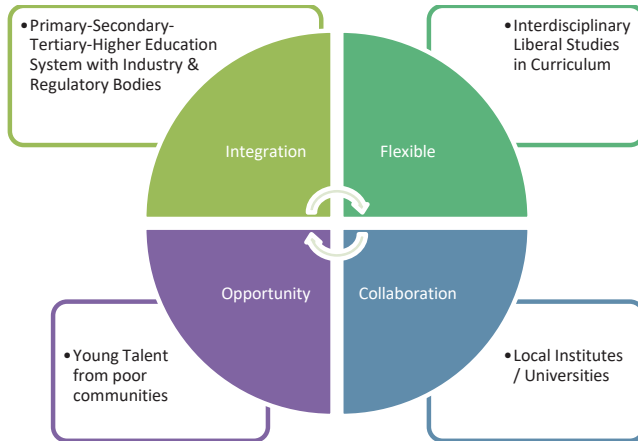 •Primary-Secondary-
Tertiary-Higher Education
System with Industry &
Regulatory Bodies
•Interdisciplinary
Liberal Studies
in Curriculum
Integration
Flexible
Opportunity
Collaboration
•Young Talent
from poor
communities
•Local Institutes
/ Universities